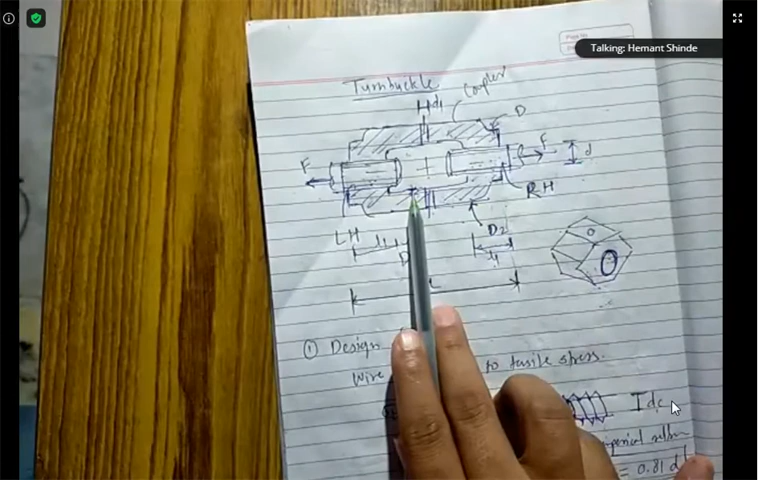 Talking: Hemant Shinde
Turnbuckle
d1
Coupler
D
F
F
d
RH
LH
l1
D2
l1
D
L
① Design
Wire
to tensile stress.
dc
= 0.81 d